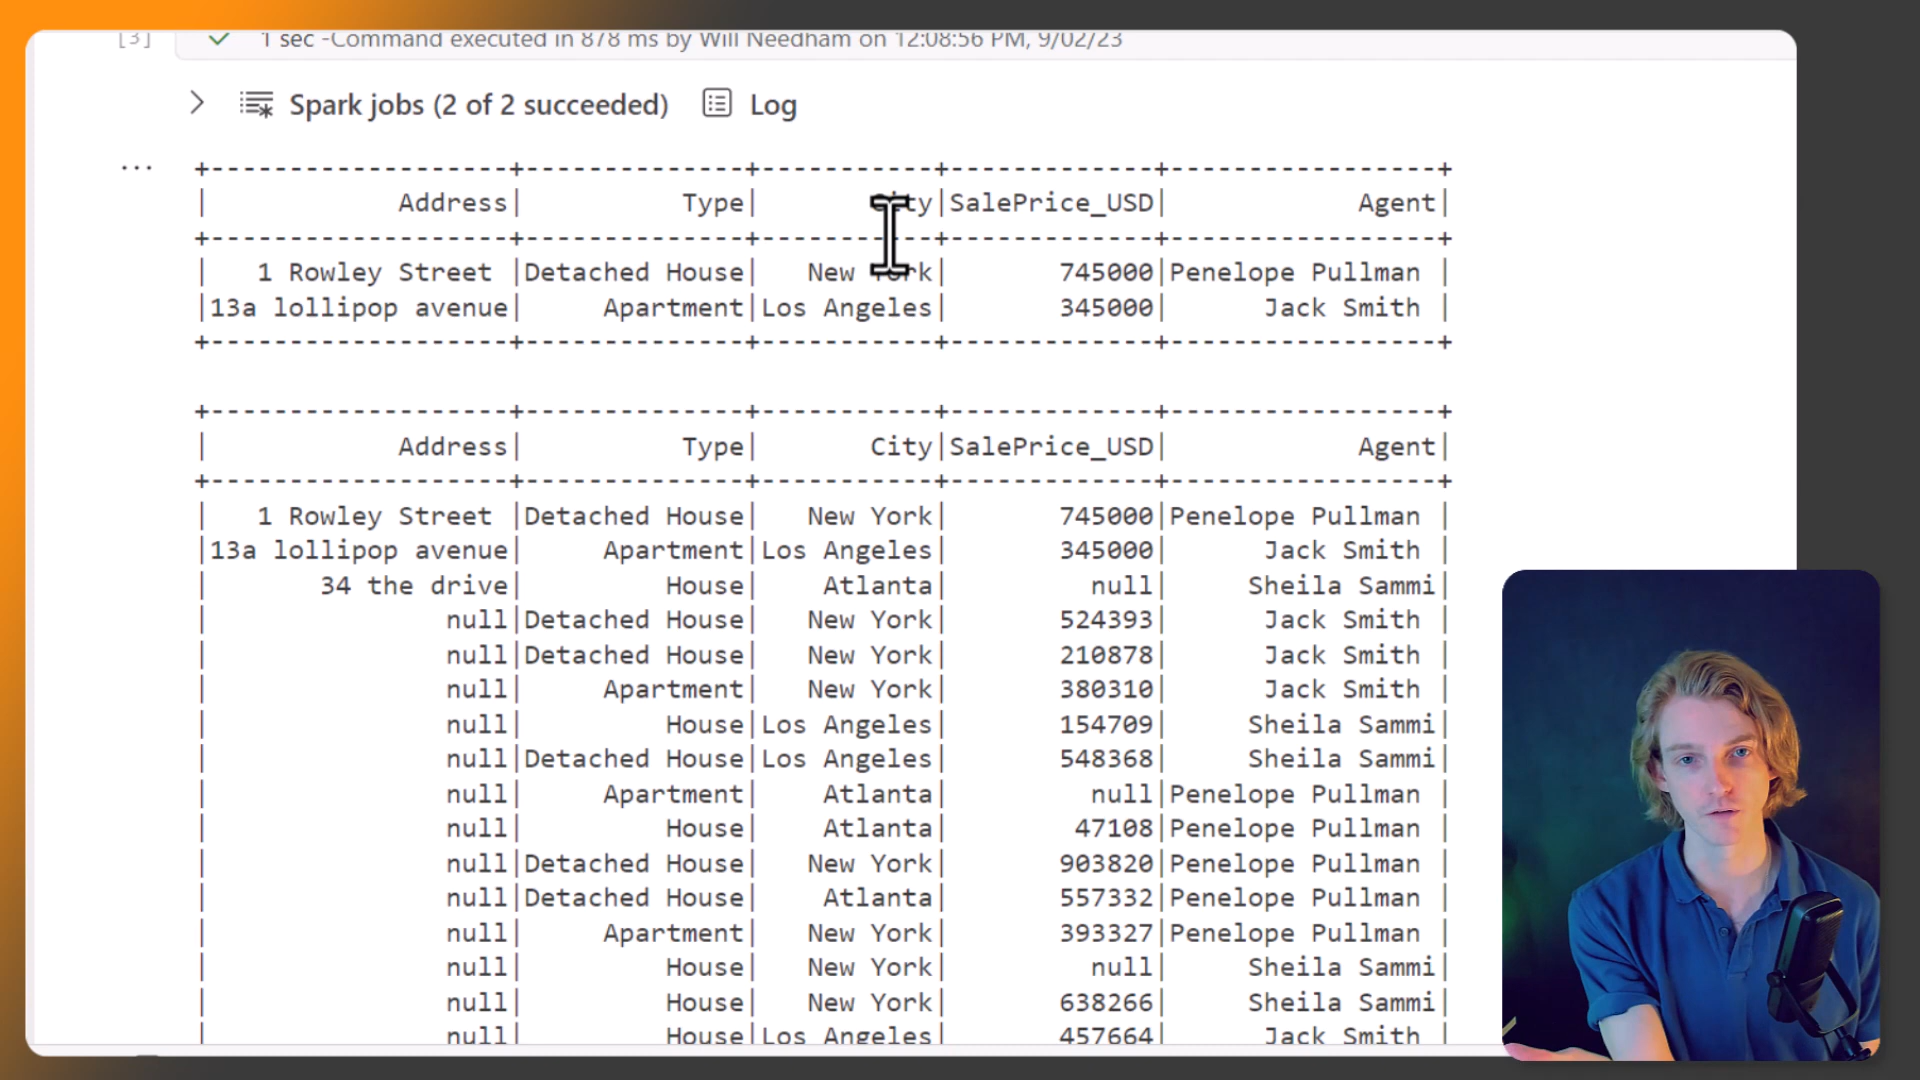 [3] 1 sec -Command executed in 878 ms by Will Needham on 12:08:56 PM, 9/02/23
Spark jobs (2 of 2 succeeded) Log
...
+-------------------+--------------+-----------+-------------+-----------------+
|            Address|          Type|       City|SalePrice_USD|            Agent|
+-------------------+--------------+-----------+-------------+-----------------+
|   1 Rowley Street |Detached House|   New York|       745000|Penelope Pullman |
|13a lollipop avenue|     Apartment|Los Angeles|       345000|      Jack Smith |
+-------------------+--------------+-----------+-------------+-----------------+
+-------------------+--------------+-----------+-------------+-----------------+
|            Address|          Type|       City|SalePrice_USD|            Agent|
+-------------------+--------------+-----------+-------------+-----------------+
|   1 Rowley Street |Detached House|   New York|       745000|Penelope Pullman |
|13a lollipop avenue|     Apartment|Los Angeles|       345000|      Jack Smith |
|       34 the drive|         House|    Atlanta|         null|     Sheila Sammi|
|               null|Detached House|   New York|       524393|      Jack Smith |
|               null|Detached House|   New York|       210878|      Jack Smith |
|               null|     Apartment|   New York|       380310|      Jack Smith |
|               null|         House|Los Angeles|       154709|     Sheila Sammi|
|               null|Detached House|Los Angeles|       548368|     Sheila Sammi|
|               null|     Apartment|    Atlanta|         null|Penelope Pullman |
|               null|         House|    Atlanta|        47108|Penelope Pullman |
|               null|Detached House|   New York|       903820|Penelope Pullman |
|               null|Detached House|    Atlanta|       557332|Penelope Pullman |
|               null|     Apartment|   New York|       393327|Penelope Pullman |
|               null|         House|   New York|         null|     Sheila Sammi|
|               null|         House|   New York|       638266|     Sheila Sammi|
|               null|         House|Los Angeles|       457664|      Jack Smith |